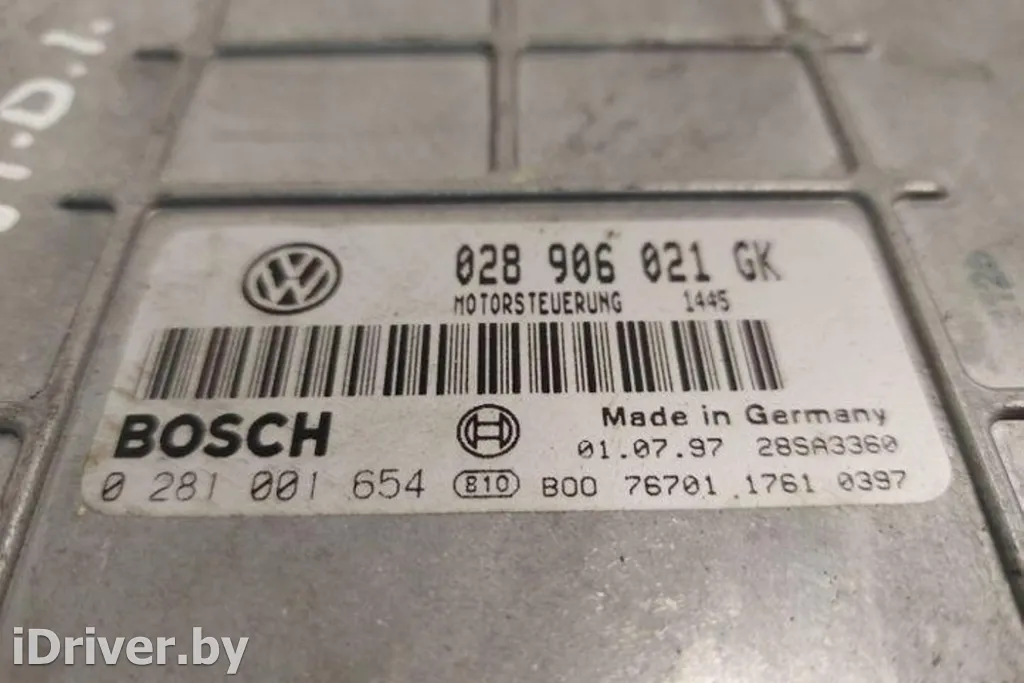 T.D.I.
028 906 021 GK
MOTORSTEUERUNG 1445
BOSCH
Made in Germany
01.07.97 28SA3360
0 281 001 654 810 B00 76701 1761 0397
iDriver.by